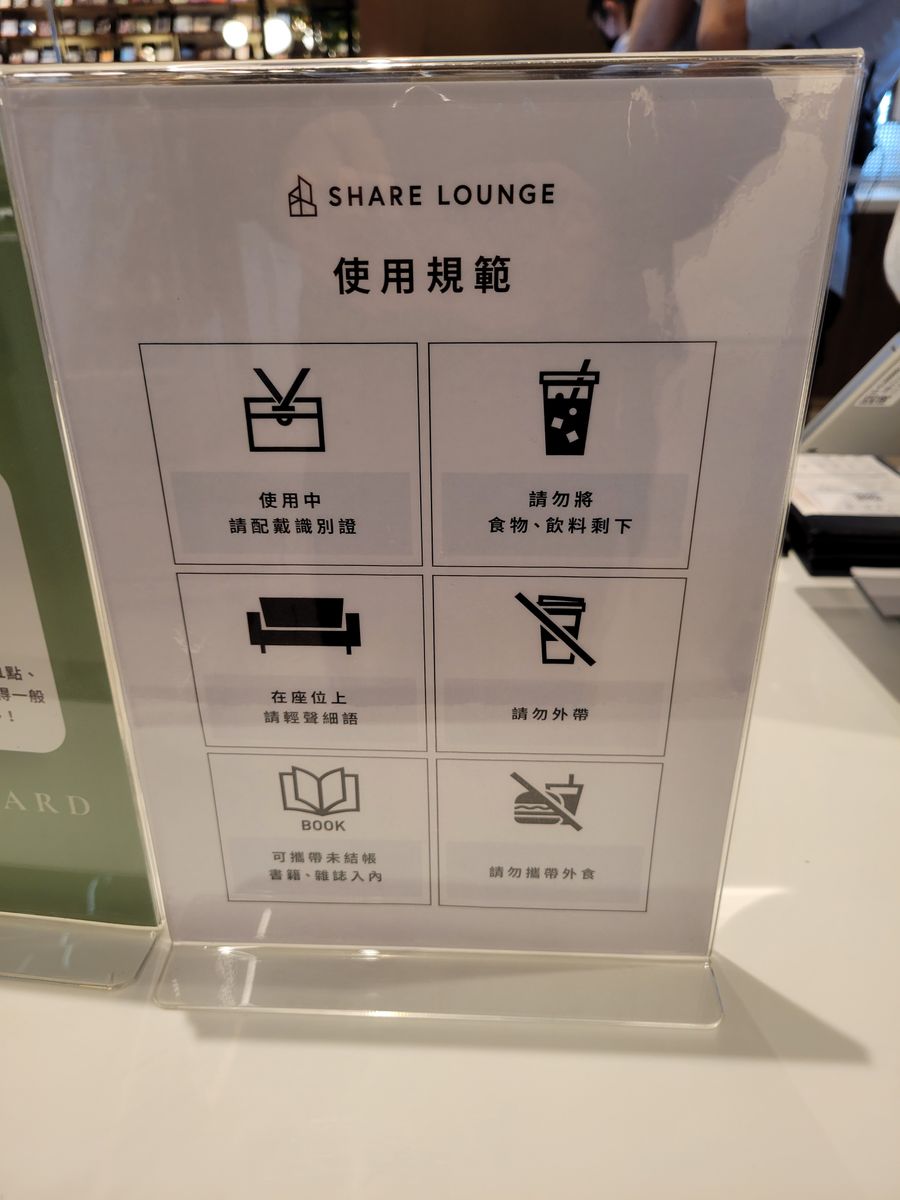 SHARE LOUNGE
使用規範
使用中
請配戴識別證
請勿將
食物、飲料剩下
在座位上
請輕聲細語
請勿外帶
BOOK
可攜帶未結帳
書籍、雜誌入內
請勿攜帶外食
點、
得一般
！
ARD